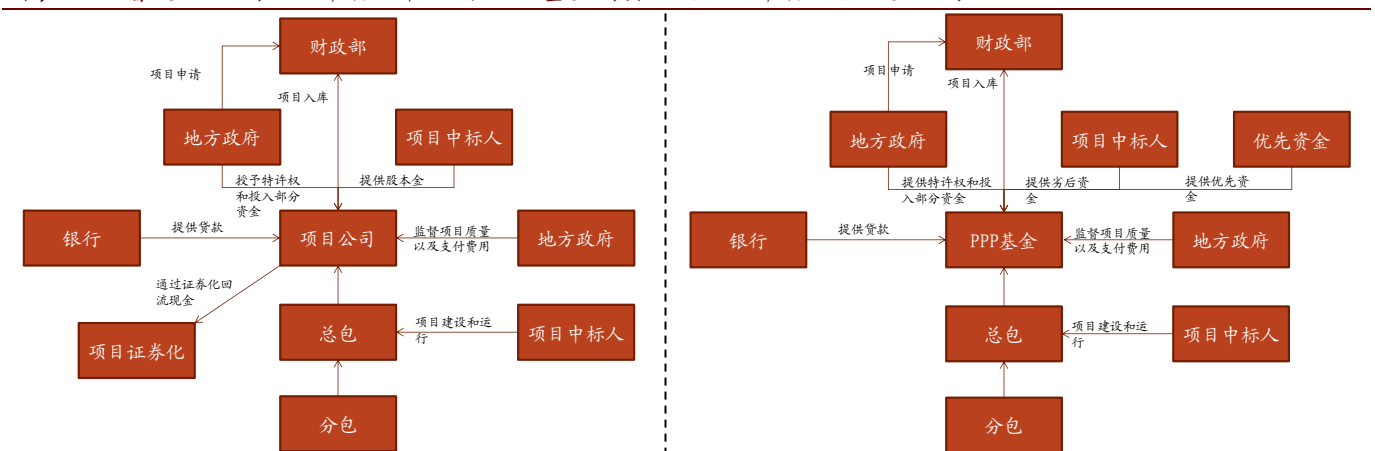 财政部
项目申请
项目入库
地方政府
项目中标人
授予特许权
和投入部分
资金
提供股本金
银行
提供贷款
项目公司
监督项目质量
以及支付费用
地方政府
通过证券化回
流现金
项目证券化
总包
项目建设和运
行
项目中标人
分包
财政部
项目申请
项目入库
地方政府
项目中标人
优先资金
提供特许权和投
入部分资金
提供劣后资
金
提供优先资
金
银行
提供贷款
PPP基金
监督项目质量
以及支付费用
地方政府
总包
项目建设和运
行
项目中标人
分包